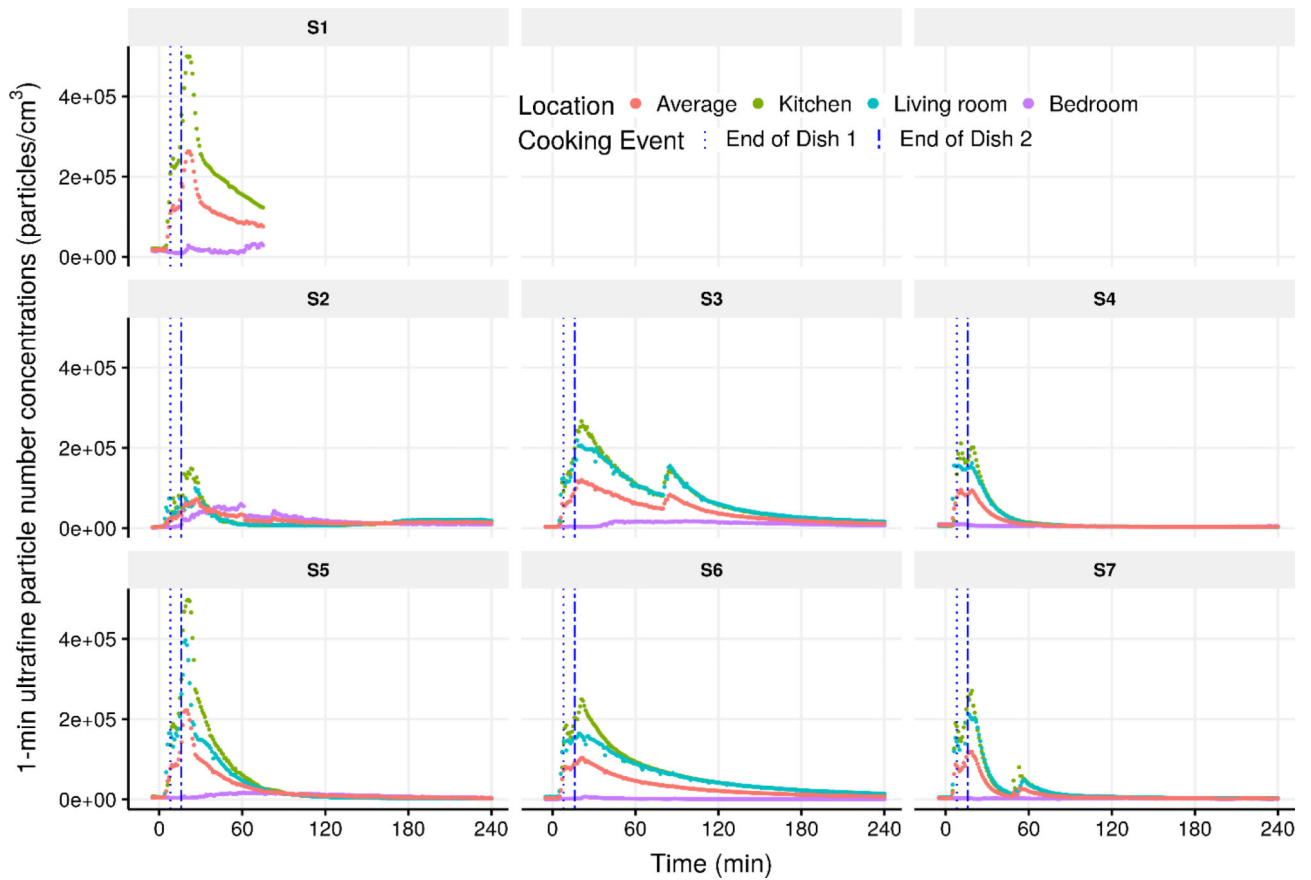 S1
1-min ultrafine particle number concentrations (particles/cm³)
4e+05
2e+05
0e+00
Location Average Kitchen Living room Bedroom
Cooking Event End of Dish 1 End of Dish 2
S2 S3 S4
4e+05
2e+05
0e+00
S5 S6 S7
4e+05
2e+05
0e+00
0 60 120 180 240 0 60 120 180 240 0 60 120 180 240
Time (min)